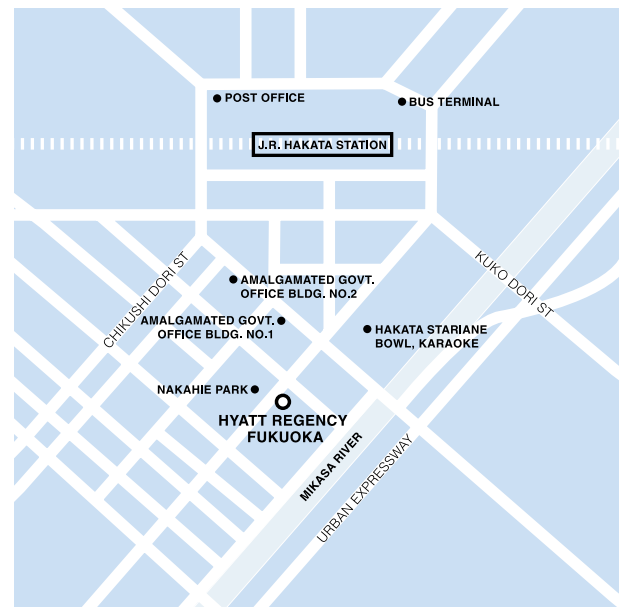 POST OFFICE
BUS TERMINAL
J.R. HAKATA STATION
CHIKUSHI DORI ST
KUKO DORI ST
AMALGAMATED GOVT.
OFFICE BLDG. NO.2
AMALGAMATED GOVT.
OFFICE BLDG. NO.1
HAKATA STARIANE
BOWL, KARAOKE
NAKAHIE PARK
HYATT REGENCY
FUKUOKA
MIKASA RIVER
URBAN EXPRESSWAY